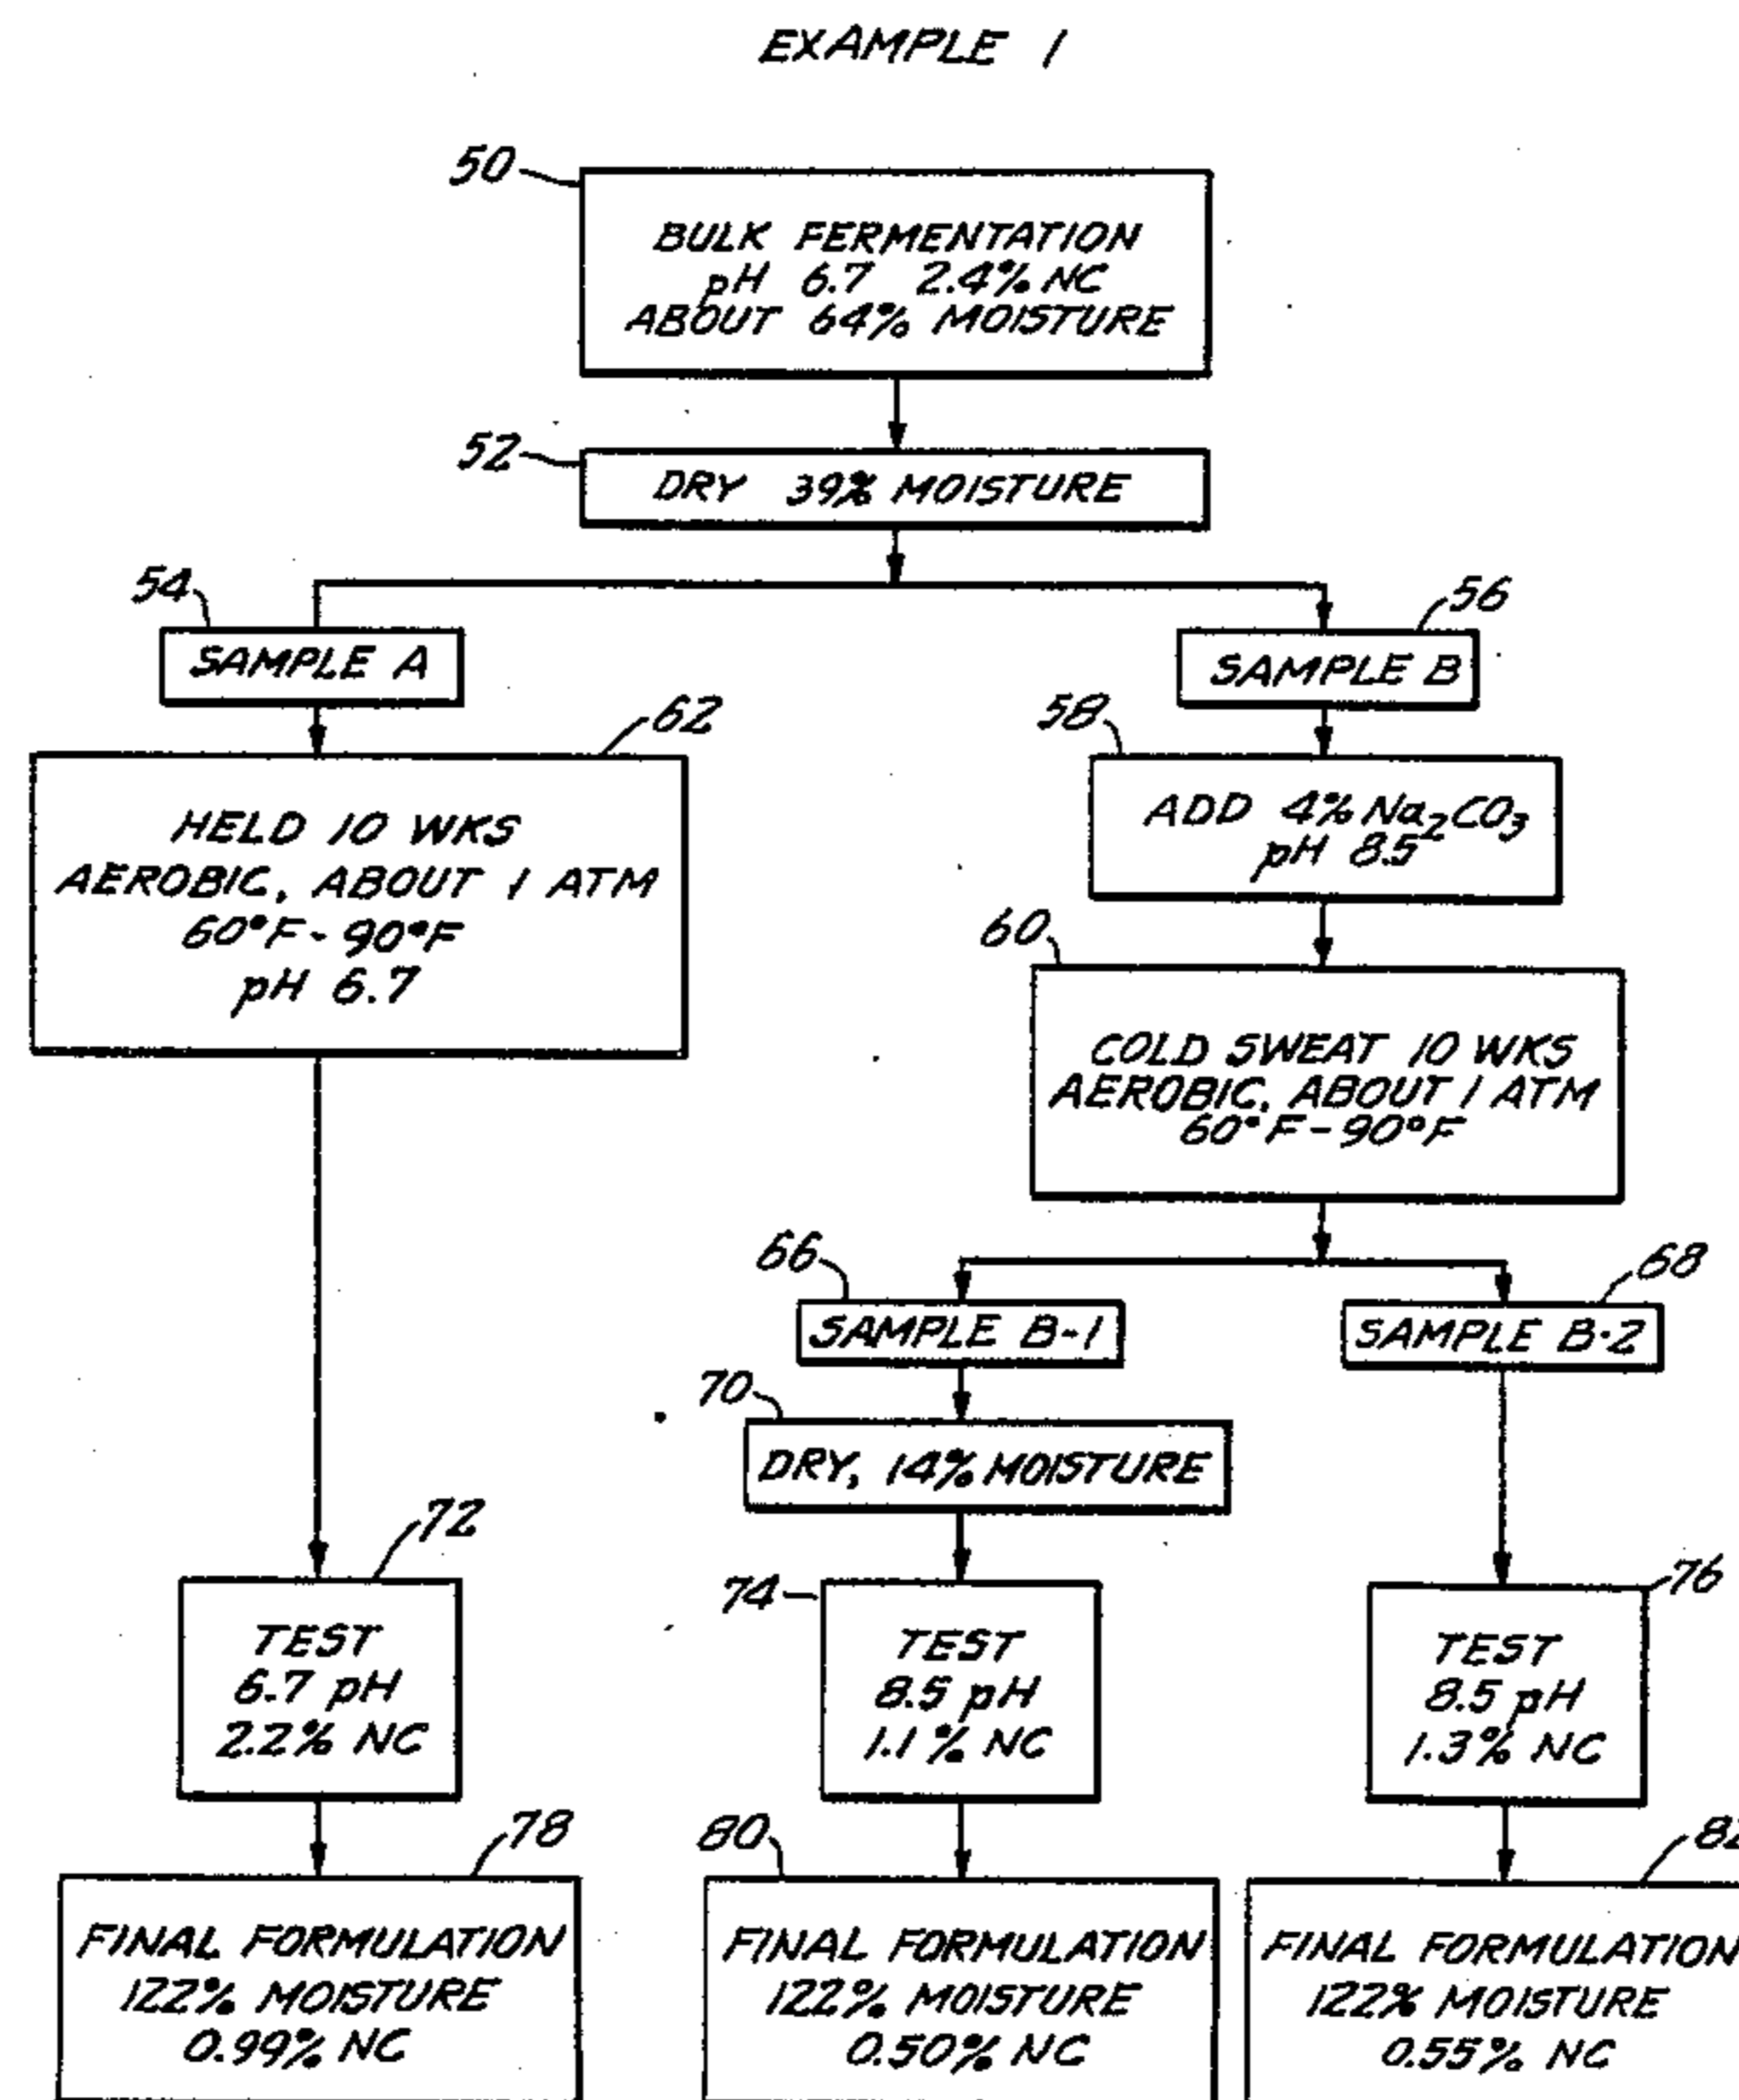 EXAMPLE 1
50
BULK FERMENTATION
pH 6.7 2.4% NC
ABOUT 64% MOISTURE
52
DRY 39% MOISTURE
54
SAMPLE A
56
SAMPLE B
62
HELD 10 WKS
AEROBIC, ABOUT 1 ATM
60°F - 90°F
pH 6.7
58
ADD 4% Na₂CO₃
pH 8.5
60
COLD SWEAT 10 WKS
AEROBIC, ABOUT 1 ATM
60°F - 90°F
66
SAMPLE B-1
68
SAMPLE B-2
70
DRY, 14% MOISTURE
72
TEST
6.7 pH
2.2% NC
74
TEST
8.5 pH
1.1% NC
76
TEST
8.5 pH
1.3% NC
78
FINAL FORMULATION
122% MOISTURE
0.99% NC
80
FINAL FORMULATION
122% MOISTURE
0.50% NC
82
FINAL FORMULATION
122% MOISTURE
0.55% NC